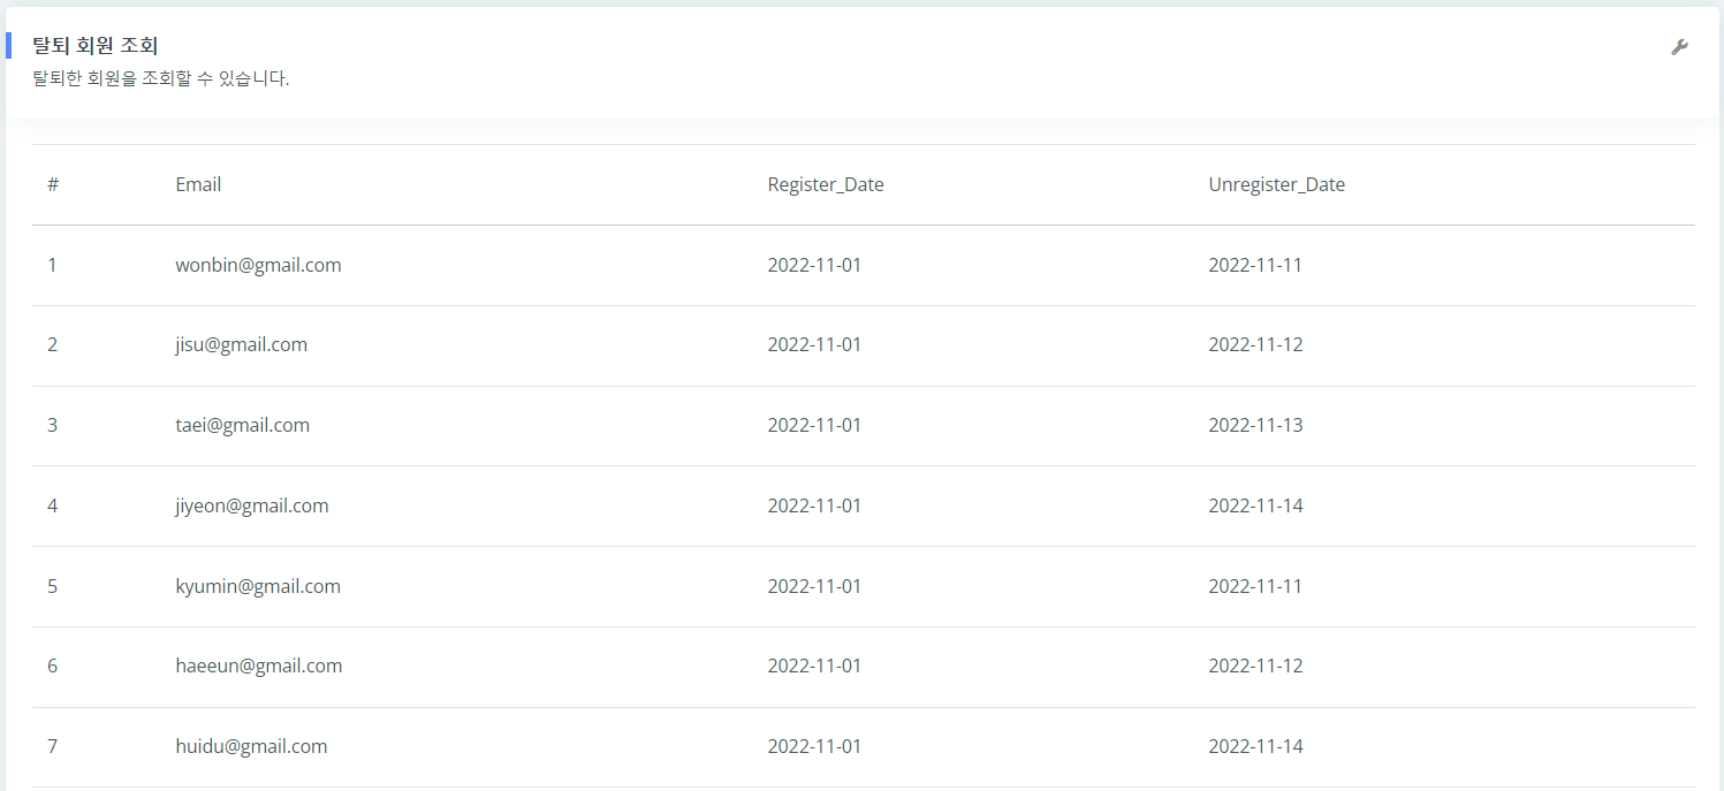 탈퇴 회원 조회
탈퇴한 회원을 조회할 수 있습니다.
# Email Register_Date Unregister_Date
1 wonbin@gmail.com 2022-11-01 2022-11-11
2 jisu@gmail.com 2022-11-01 2022-11-12
3 taei@gmail.com 2022-11-01 2022-11-13
4 jiyeon@gmail.com 2022-11-01 2022-11-14
5 kyumin@gmail.com 2022-11-01 2022-11-11
6 haeeun@gmail.com 2022-11-01 2022-11-12
7 huidu@gmail.com 2022-11-01 2022-11-14